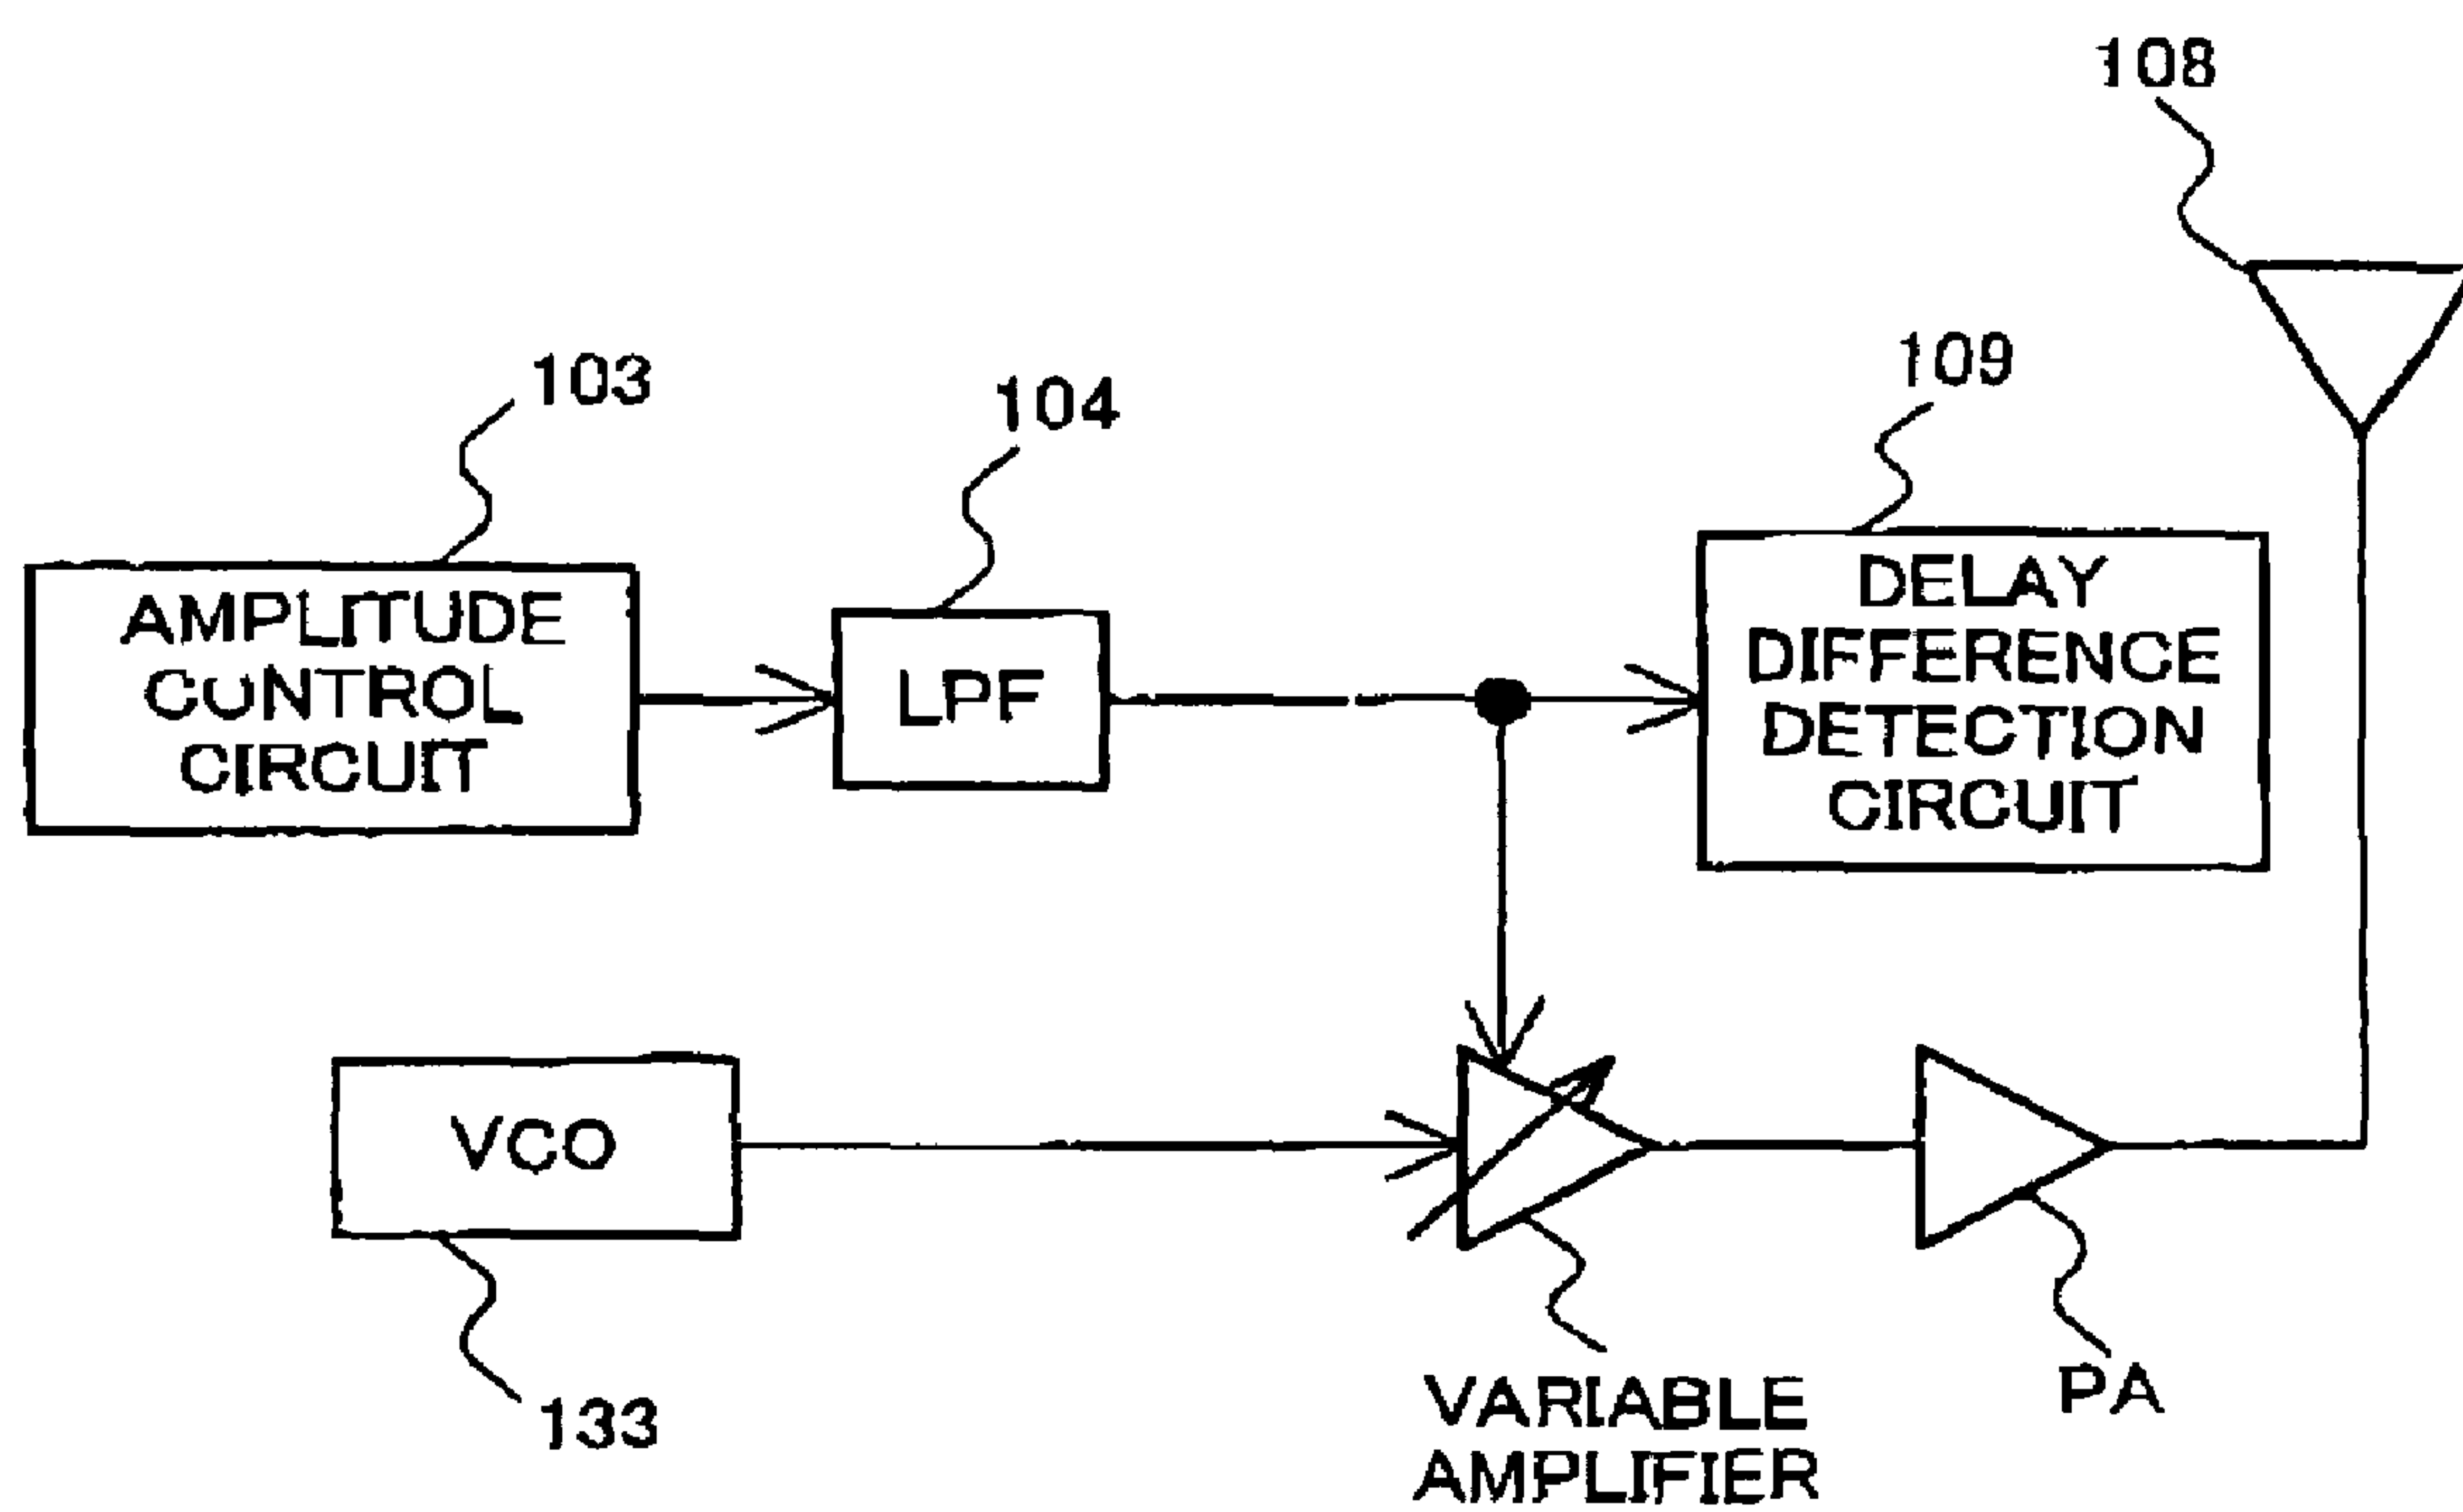 108
109
103
104
AMPLITUDE
CONTROL
CIRCUIT
LPF
DELAY
DIFFERENCE
DETECTION
CIRCUIT
VCO
133
VARIABLE
AMPLIFIER
PA